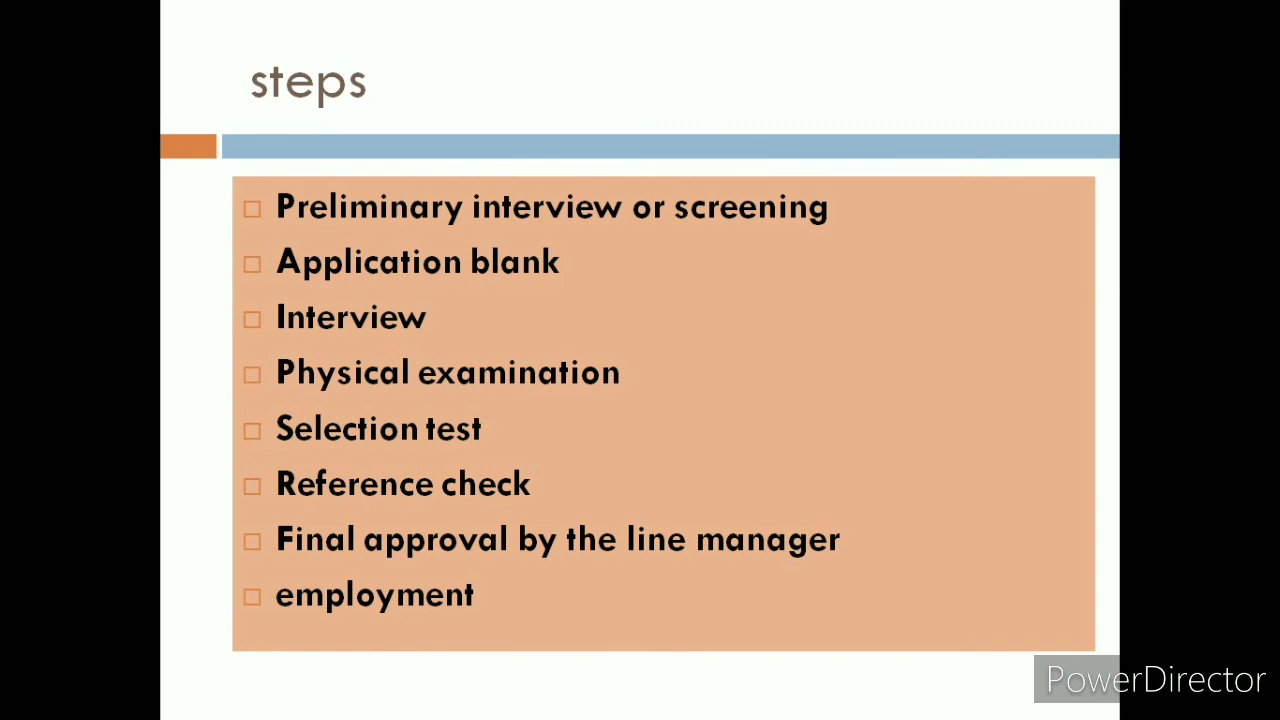 steps
Preliminary interview or screening
Application blank
Interview
Physical examination
Selection test
Reference check
Final approval by the line manager
employment
PowerDirector